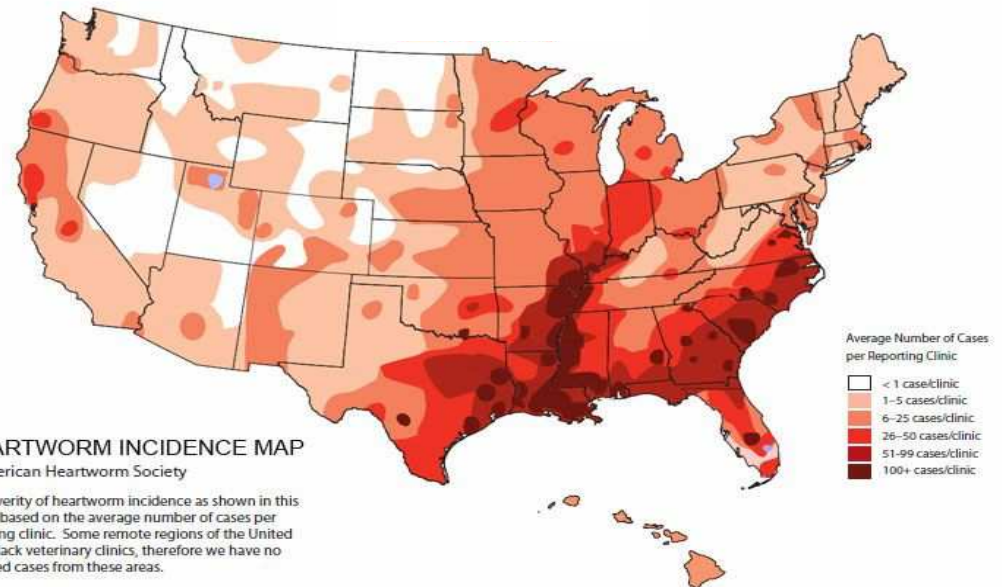 ARTWORM INCIDENCE MAP
erican Heartworm Society
verity of heartworm incidence as shown in this
based on the average number of cases per
ng clinic. Some remote regions of the United
ack veterinary clinics, therefore we have no
ed cases from these areas.
Average Number of Cases
per Reporting Clinic
< 1 case/clinic
1–5 cases/clinic
6–25 cases/clinic
26–50 cases/clinic
51-99 cases/clinic
100+ cases/clinic